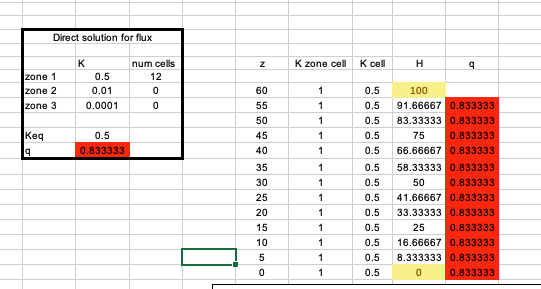 Direct solution for flux
K num cells
zone 1 0.5 12
zone 2 0.01 0
zone 3 0.0001 0
Keq 0.5
q 0.833333
z K zone cell K cell H q
60 1 0.5 100
55 1 0.5 91.66667 0.833333
50 1 0.5 83.33333 0.833333
45 1 0.5 75 0.833333
40 1 0.5 66.66667 0.833333
35 1 0.5 58.33333 0.833333
30 1 0.5 50 0.833333
25 1 0.5 41.66667 0.833333
20 1 0.5 33.33333 0.833333
15 1 0.5 25 0.833333
10 1 0.5 16.66667 0.833333
5 1 0.5 8.333333 0.833333
0 1 0.5 0 0.833333